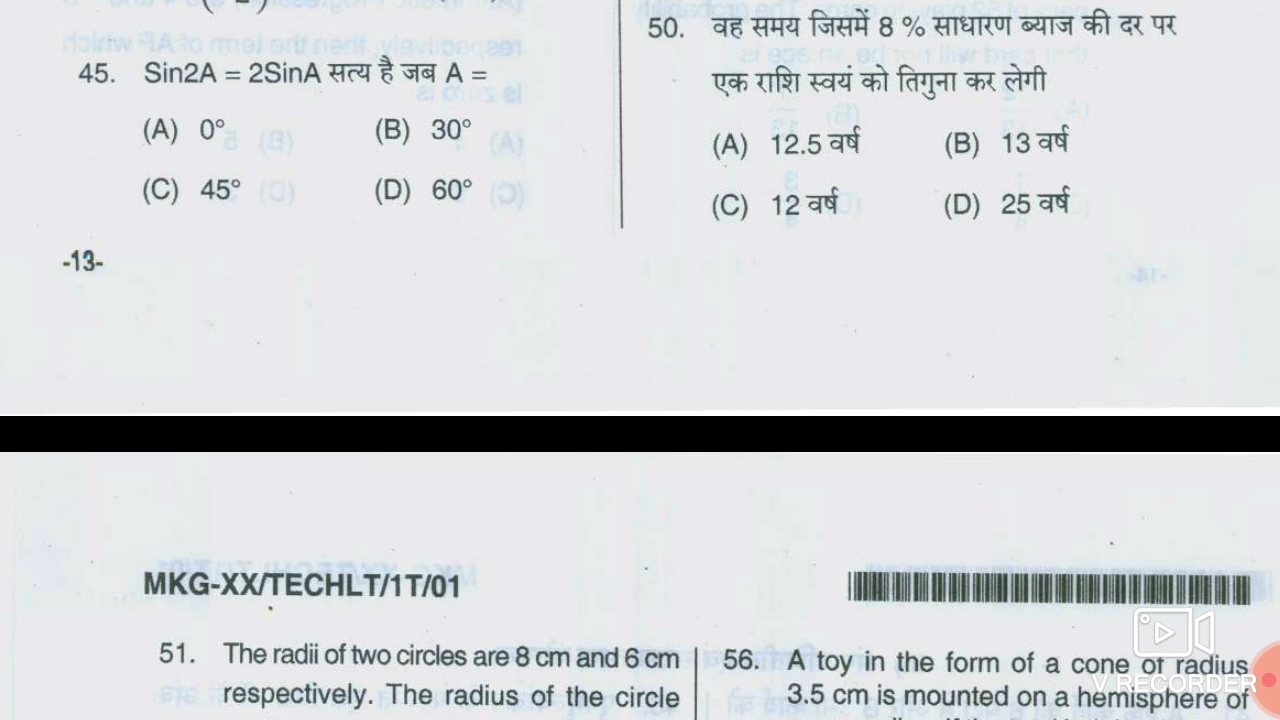 45. Sin2A = 2SinA सत्य है जब A =
(A) 0° (B) 30°
(C) 45° (D) 60°
-13-
50. वह समय जिसमें 8 % साधारण ब्याज की दर पर
एक राशि स्वयं को तिगुना कर लेगी
(A) 12.5 वर्ष (B) 13 वर्ष
(C) 12 वर्ष (D) 25 वर्ष
MKG-XX/TECHLT/1T/01
51. The radii of two circles are 8 cm and 6 cm
respectively. The radius of the circle
56. A toy in the form of a cone of radius
3.5 cm is mounted on a hemisphere of
V RECORDER